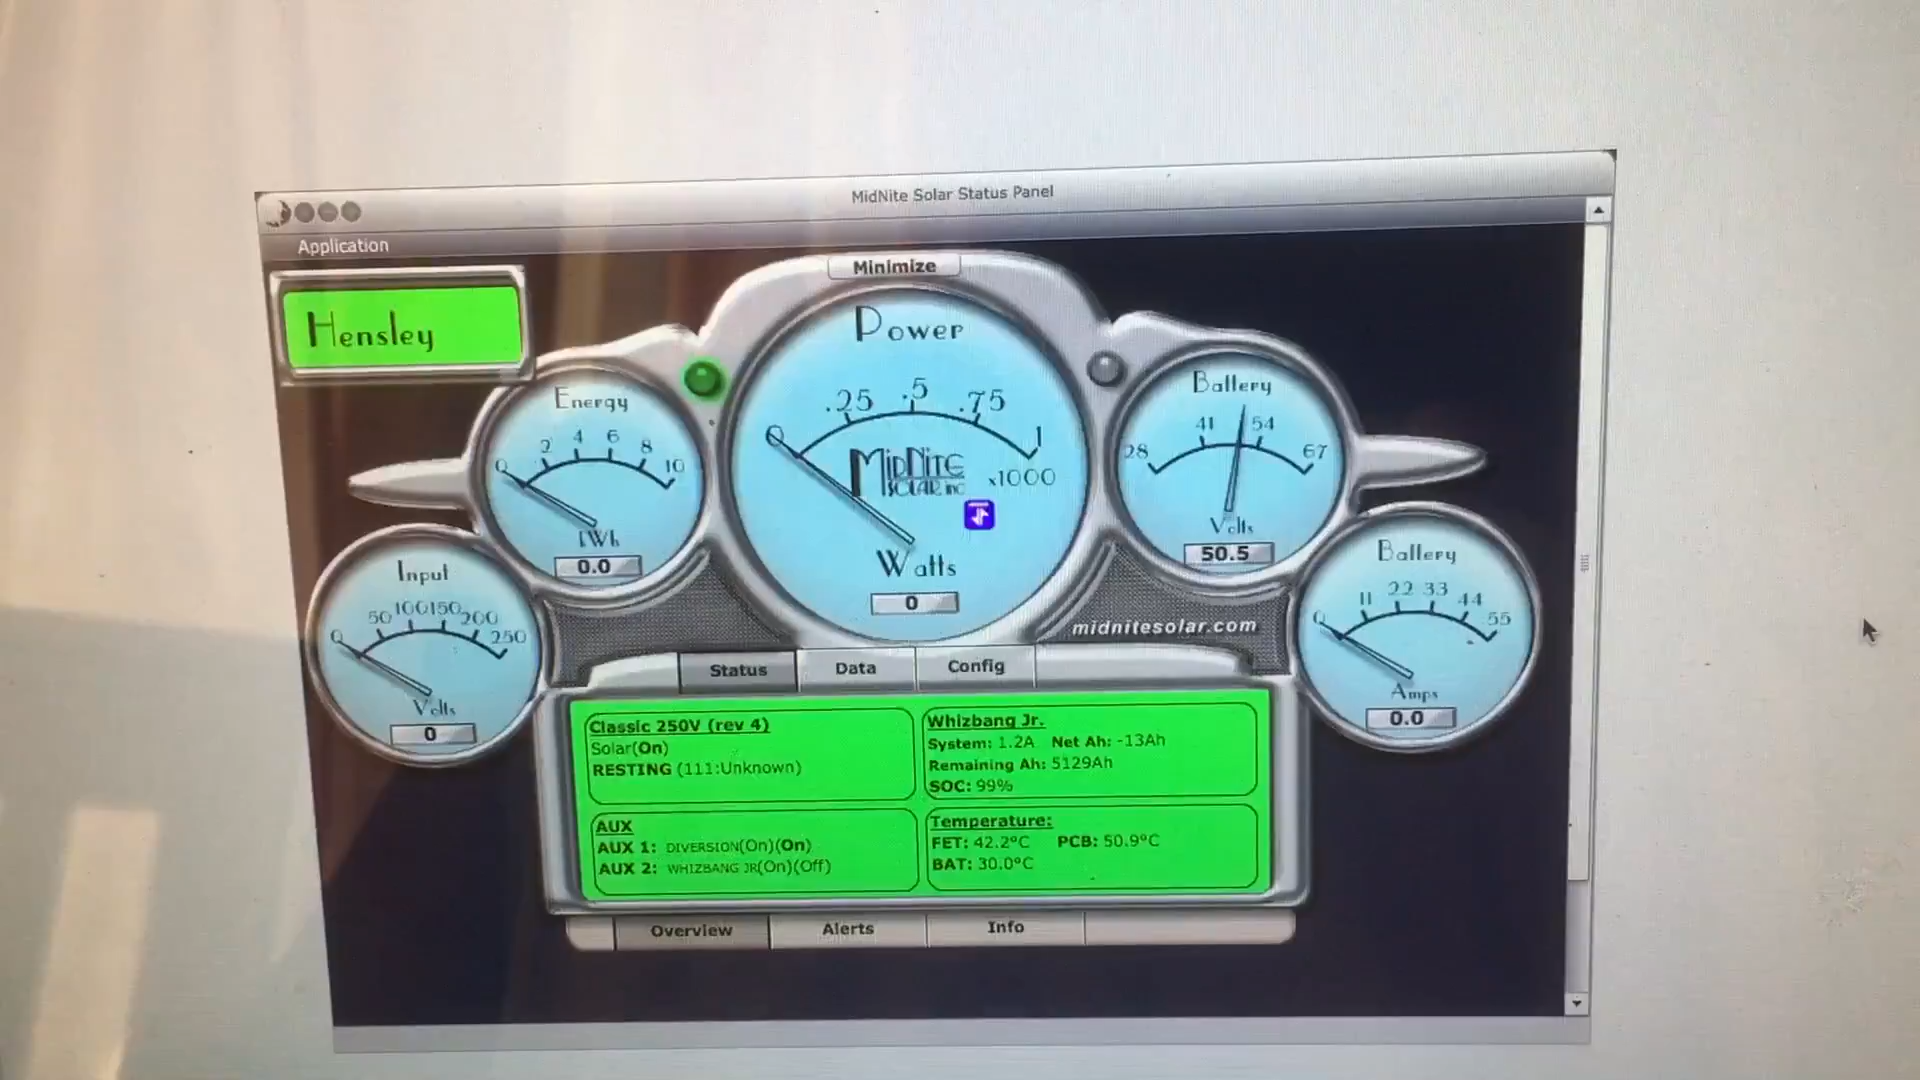 MidNite Solar Status Panel
Application
Minimize
Hensley
Power
0 .25 .5 .75 1
x1000
MidNite
SOLAR inc
Watts
0
Energy
0 2 4 6 8 10
kWh
0.0
Battery
28 41 54 67
Volts
50.5
Input
0 50 100 150 200 250
Volts
0
Battery
0 11 22 33 44 55
Amps
0.0
midnitesolar.com
Status Data Config
Classic 250V (rev 4)
Solar(On)
RESTING (111:Unknown)
Whizbang Jr.
System: 1.2A Net Ah: -13Ah
Remaining Ah: 5129Ah
SOC: 99%
AUX
AUX 1: DIVERSION(On)(On)
AUX 2: WHIZBANG JR(On)(Off)
Temperature:
FET: 42.2°C PCB: 50.9°C
BAT: 30.0°C
Overview Alerts Info